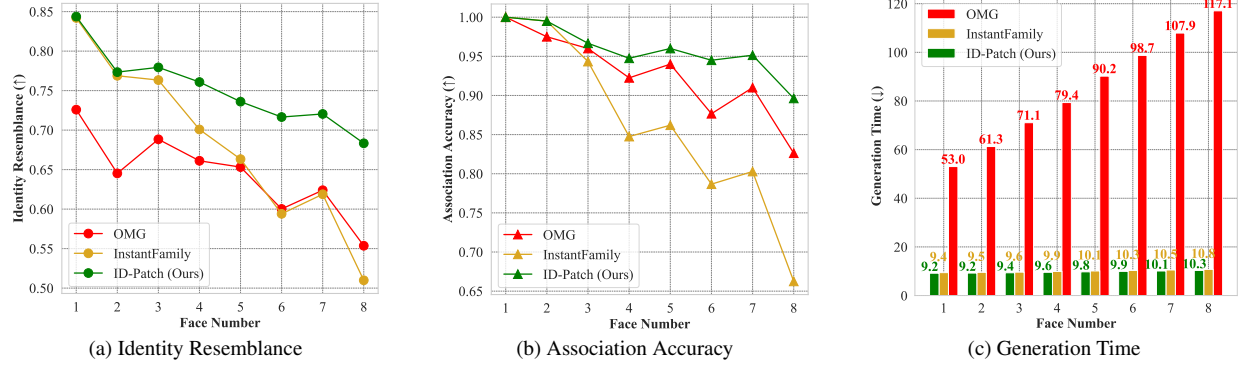 0.85
0.80
0.75
0.70
0.65
0.60
0.55
0.50
Identity Resemblance (↑)
OMG
InstantFamily
ID-Patch (Ours)
1 2 3 4 5 6 7 8
Face Number
(a) Identity Resemblance
1.00
0.95
0.90
0.85
0.80
0.75
0.70
0.65
Association Accuracy (↑)
OMG
InstantFamily
ID-Patch (Ours)
1 2 3 4 5 6 7 8
Face Number
(b) Association Accuracy
120
100
80
60
40
20
0
Generation Time (↓)
OMG
InstantFamily
ID-Patch (Ours)
53.0 61.3 71.1 79.4 90.2 98.7 107.9 117.1
9.4 9.5 9.6 9.9 10.1 10.3 10.5 10.8
9.2 9.2 9.4 9.6 9.8 9.9 10.1 10.3
1 2 3 4 5 6 7 8
Face Number
(c) Generation Time